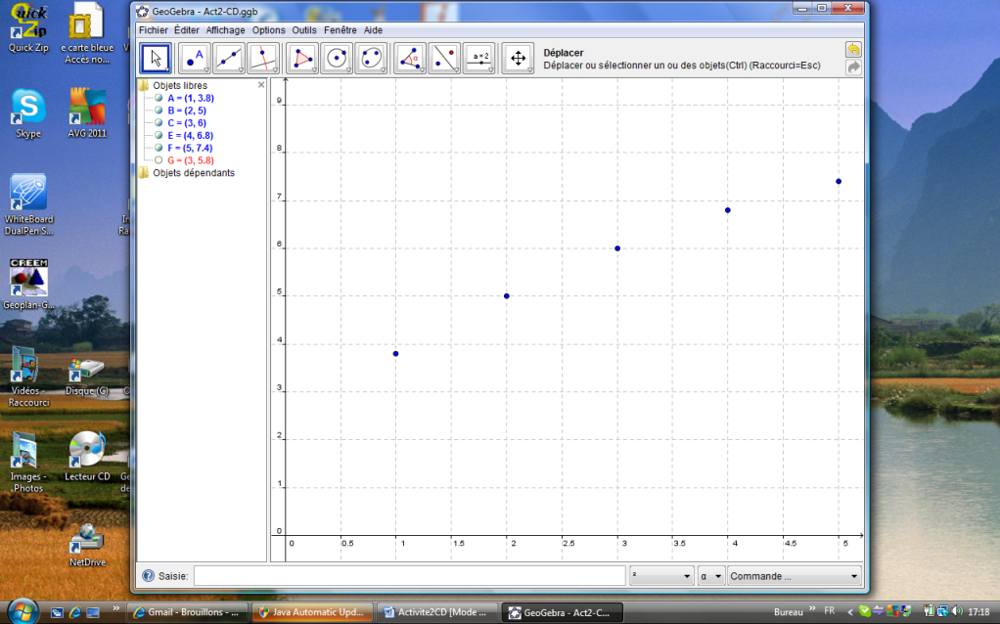 GeoGebra - Act2-CD.ggb
Fichier Éditer Affichage Options Outils Fenêtre Aide
A
a = 2
Déplacer
Déplacer ou sélectionner un ou des objets(Ctrl) (Raccourci=Esc)
Objets libres
A = (1, 3.8)
B = (2, 5)
C = (3, 6)
E = (4, 6.8)
F = (5, 7.4)
G = (3, 5.8)
Objets dépendants
9
8
7
6
5
4
3
2
1
0
0 0.5 1 1.5 2 2.5 3 3.5 4 4.5 5
Saisie: ² α Commande ...
Quick Zip
Quick Zip
e carte bleue
Accès no...
Skype
AVG 2011
WhiteBoard
DualPen S...
CREEM
Geoplan-G...
Vidéos -
Raccourci
Disque (G)
Images -
Photos
Lecteur CD
NetDrive
Gmail - Brouillons - ...
Java Automatic Upd...
Activite2CD [Mode ...
GeoGebra - Act2-C...
Bureau
FR
17:18